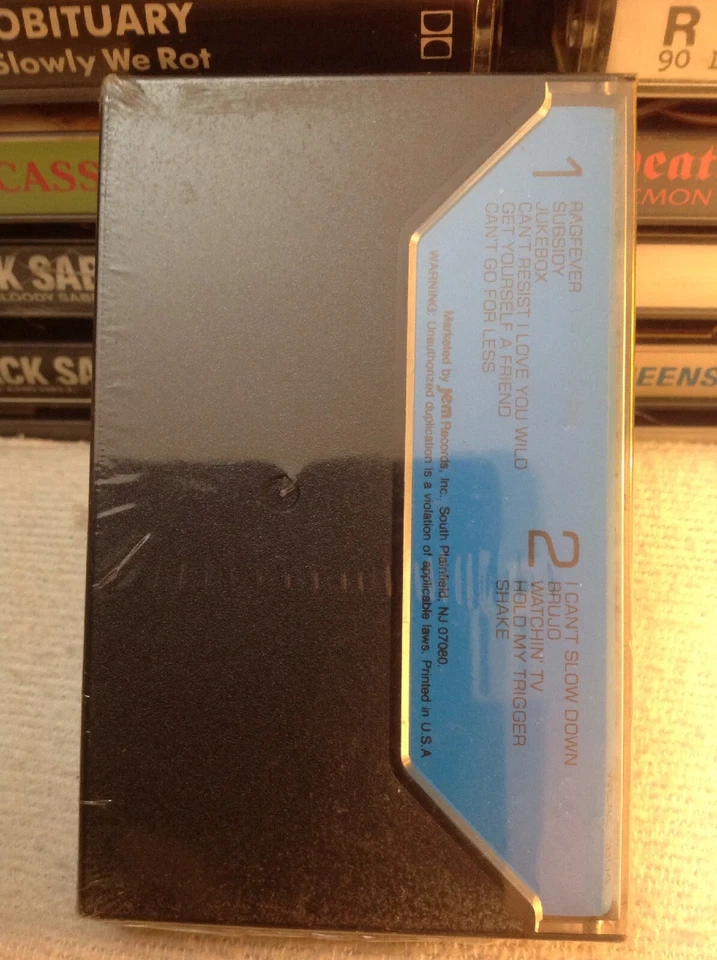 OBITUARY
Slowly We Rot
R
90
CASS
K SAB
LOODY SAB
CK SA
eat
EMON
EENS
1
RAGFEVER
SUBSIDY
JUKEBOX
CAN'T RESIST I LOVE YOU WILD
GET YOURSELF A FRIEND
CAN'T GO FOR LESS
2
I CAN'T SLOW DOWN
BRUJO
WATCHIN' TV
HOLD MY TRIGGER
SHAKE
Marketed by jem Records, Inc., South Plainfield, NJ 07080.
WARNING: Unauthorized duplication is a violation of applicable laws. Printed in U.S.A